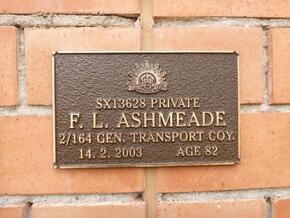 SX13628 PRIVATE
F. L. ASHMEADE
2/164 GEN. TRANSPORT COY.
14. 2. 2003 AGE 82